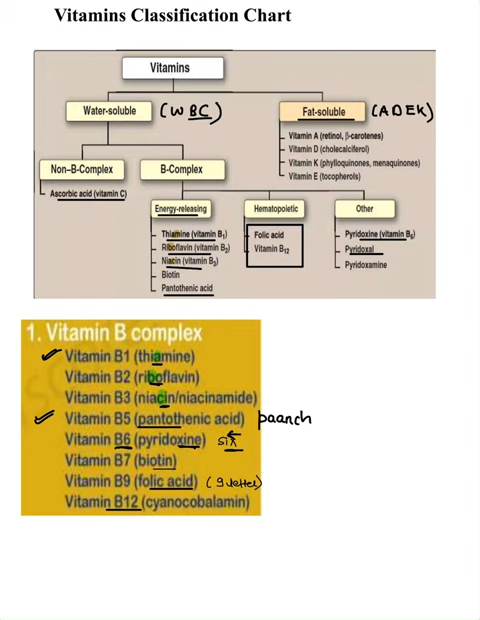 Vitamins Classification Chart
Vitamins
Water-soluble (W BC) Fat-soluble (ADEK)
Vitamin A (retinol, β-carotenes)
Vitamin D (cholecalciferol)
Vitamin K (phylloquinones, menaquinones)
Vitamin E (tocopherols)
Non–B-Complex B-Complex
Ascorbic acid (vitamin C)
Energy-releasing Hematopoietic Other
Thiamine (vitamin B1) Folic acid Pyridoxine (vitamin B6)
Riboflavin (vitamin B2) Vitamin B12 Pyridoxal
Niacin (vitamin B3) Pyridoxamine
Biotin
Pantothenic acid
1. Vitamin B complex
Vitamin B1 (thiamine)
Vitamin B2 (riboflavin)
Vitamin B3 (niacin/niacinamide)
Vitamin B5 (pantothenic acid) paanch
Vitamin B6 (pyridoxine) six
Vitamin B7 (biotin)
Vitamin B9 (folic acid) (9 letter)
Vitamin B12 (cyanocobalamin)